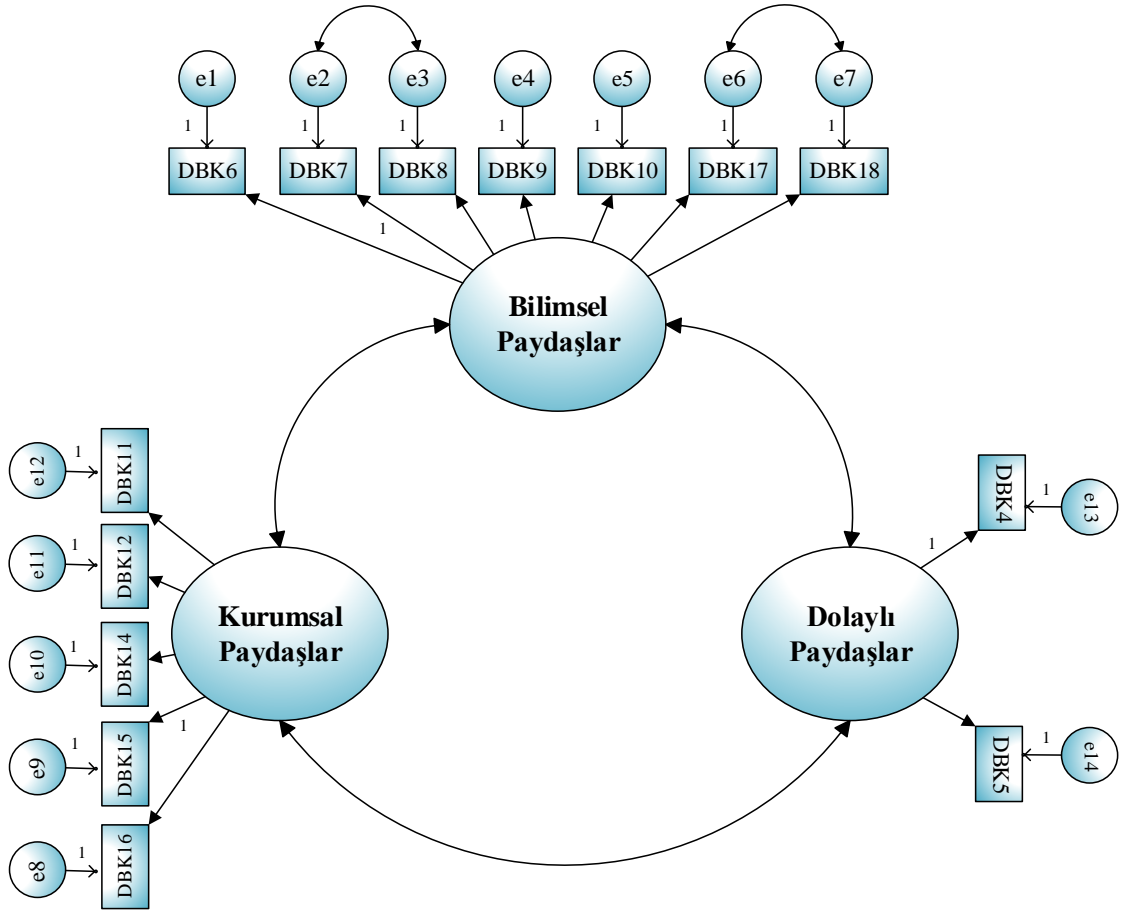 e1 e2 e3 e4 e5 e6 e7
1 1 1 1 1 1 1
DBK6 DBK7 DBK8 DBK9 DBK10 DBK17 DBK18
1
Bilimsel
Paydaşlar
e12 1 DBK11
e11 1 DBK12
e10 1 DBK14
e9 1 DBK15
1
e8 1 DBK16
Kurumsal
Paydaşlar
Dolaylı
Paydaşlar
1
DBK4 1 e13
DBK5 1 e14